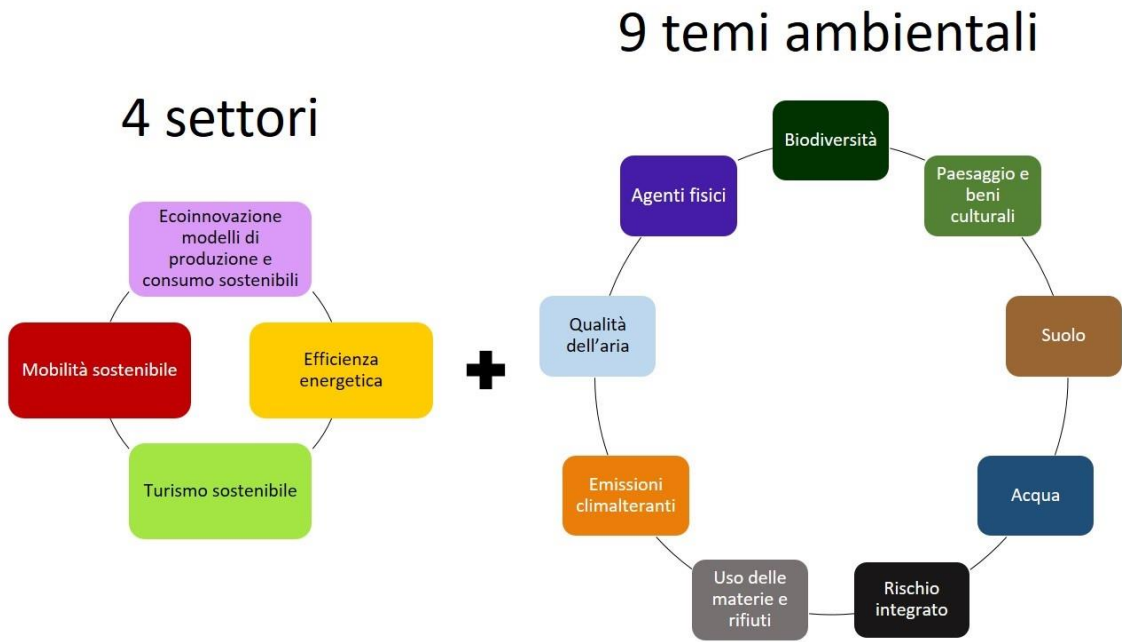 4 settori
Ecoinnovazione
modelli di
produzione e
consumo sostenibili
Mobilità sostenibile
Efficienza
energetica
Turismo sostenibile
9 temi ambientali
Biodiversità
Paesaggio e
beni
culturali
Suolo
Acqua
Rischio
integrato
Uso delle
materie e
rifiuti
Emissioni
climalteranti
Qualità
dell’aria
Agenti fisici